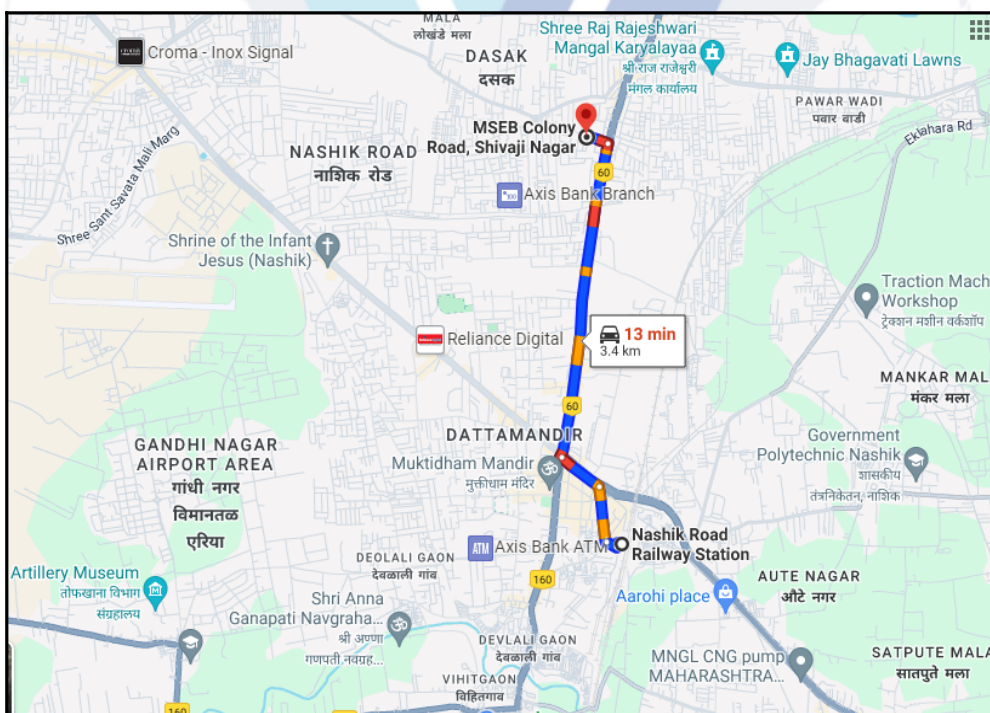 MALA
लोखंडे मला
Croma - Inox Signal
DASAK
दसक
Shree Raj Rajeshwari
Mangal Karyalayaa
श्री राज राजेश्वरी
मंगल कार्यालय
Jay Bhagavati Lawns
PAWAR WADI
पवार वाडी
Eklahara Rd
MSEB Colony
Road, Shivaji Nagar
NASHIK ROAD
नाशिक रोड
60
Axis Bank Branch
Shree Sant Savata Mali Marg
Shrine of the Infant
Jesus (Nashik)
Traction Mach
Workshop
ट्रॅक्शन मशीन वर्कशॉप
Reliance Digital
13 min
3.4 km
MANKAR MAL
मंकर मला
60
DATTAMANDIR
GANDHI NAGAR
AIRPORT AREA
गांधी नगर
विमानतळ
एरिया
Muktidham Mandir
मुक्तीधाम मंदिर
Government
Polytechnic Nashik
शासकीय
तंत्रनिकेतन, नाशिक
Nashik Road
Railway Station
ATM
Axis Bank ATM
DEOLALI GAON
देवळाली गांव
160
Artillery Museum
तोफखाना विभाग
संग्रहालय
AUTE NAGAR
औटे नगर
Aarohi place
Shri Anna
Ganapati Navgraha...
श्री अण्णा
गणपती नवग्रह...
DEVLALI GAON
देवळाली गांव
MNGL CNG pump
MAHARASHTRA...
SATPUTE MALA
सातपुते मला
VIHITGAON
विहितगाव
160